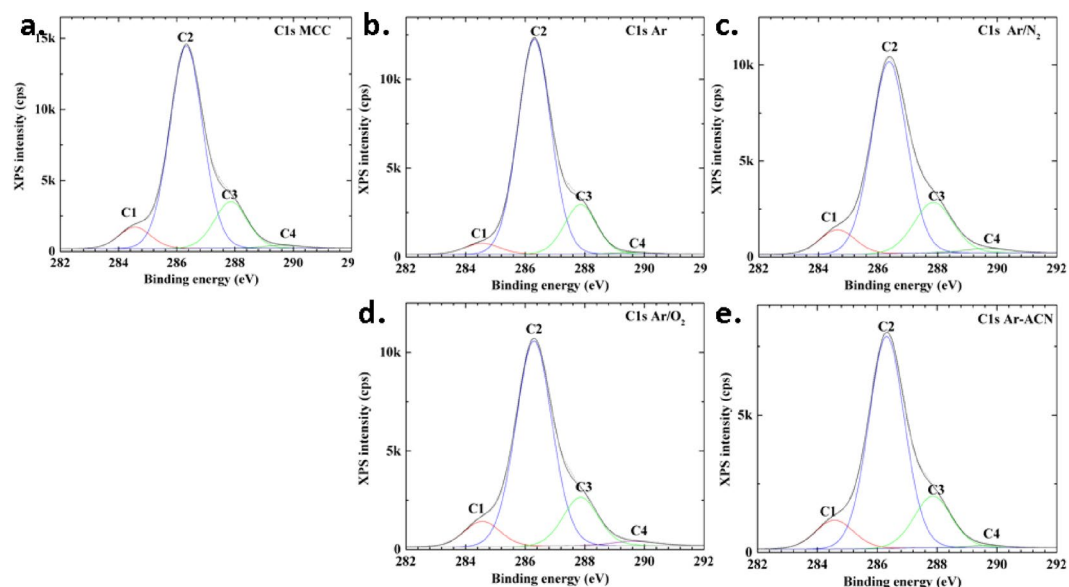 a.
C1s MCC
15k
10k
5k
0
C1
C2
C3
C4
282 284 286 288 290 29
Binding energy (eV)
XPS intensity (cps)
b.
C1s Ar
10k
5k
0
C1
C2
C3
C4
282 284 286 288 290 29
Binding energy (eV)
XPS intensity (cps)
c.
C1s Ar/N₂
10k
5k
0
C1
C2
C3
C4
282 284 286 288 290 292
Binding energy (eV)
XPS intensity (cps)
d.
C1s Ar/O₂
10k
5k
0
C1
C2
C3
C4
282 284 286 288 290 292
Binding energy (eV)
XPS intensity (cps)
e.
C1s Ar-ACN
5k
0
C1
C2
C3
C4
282 284 286 288 290 292
Binding energy (eV)
XPS intensity (cps)